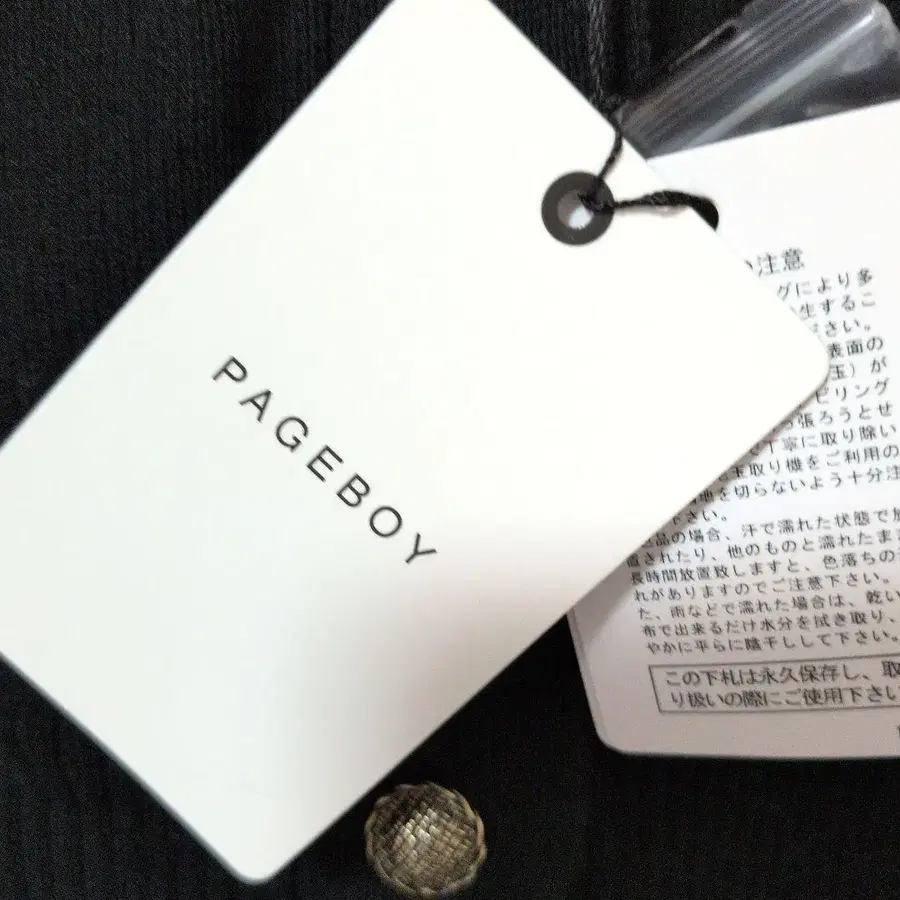 PAGEBOY
注意
グにより多
生するこ
さい。
表面の
玉）が
ピリング
張ろうとせ
丁寧に取り除い
玉取り機をご利用の
地を切らないよう十分注
下さい。
品の場合、汗で濡れた状態で放
置されたり、他のものと濡れたまま
長時間放置致しますと、色落ちの
れがありますのでご注意下さい。
た、雨などで濡れた場合は、乾い
布で出来るだけ水分を拭き取り、
やかに平らに陰干しして下さい。
この下札は永久保存し、取
り扱いの際にご使用下さい